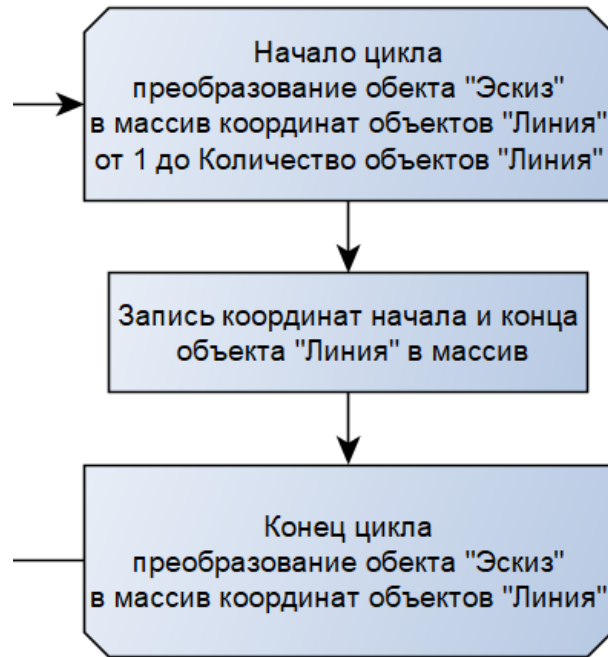 Начало цикла
преобразование обекта "Эскиз"
в массив координат объектов "Линия"
от 1 до Количество объектов "Линия"
Запись координат начала и конца
объекта "Линия" в массив
Конец цикла
преобразование обекта "Эскиз"
в массив координат объектов "Линия"